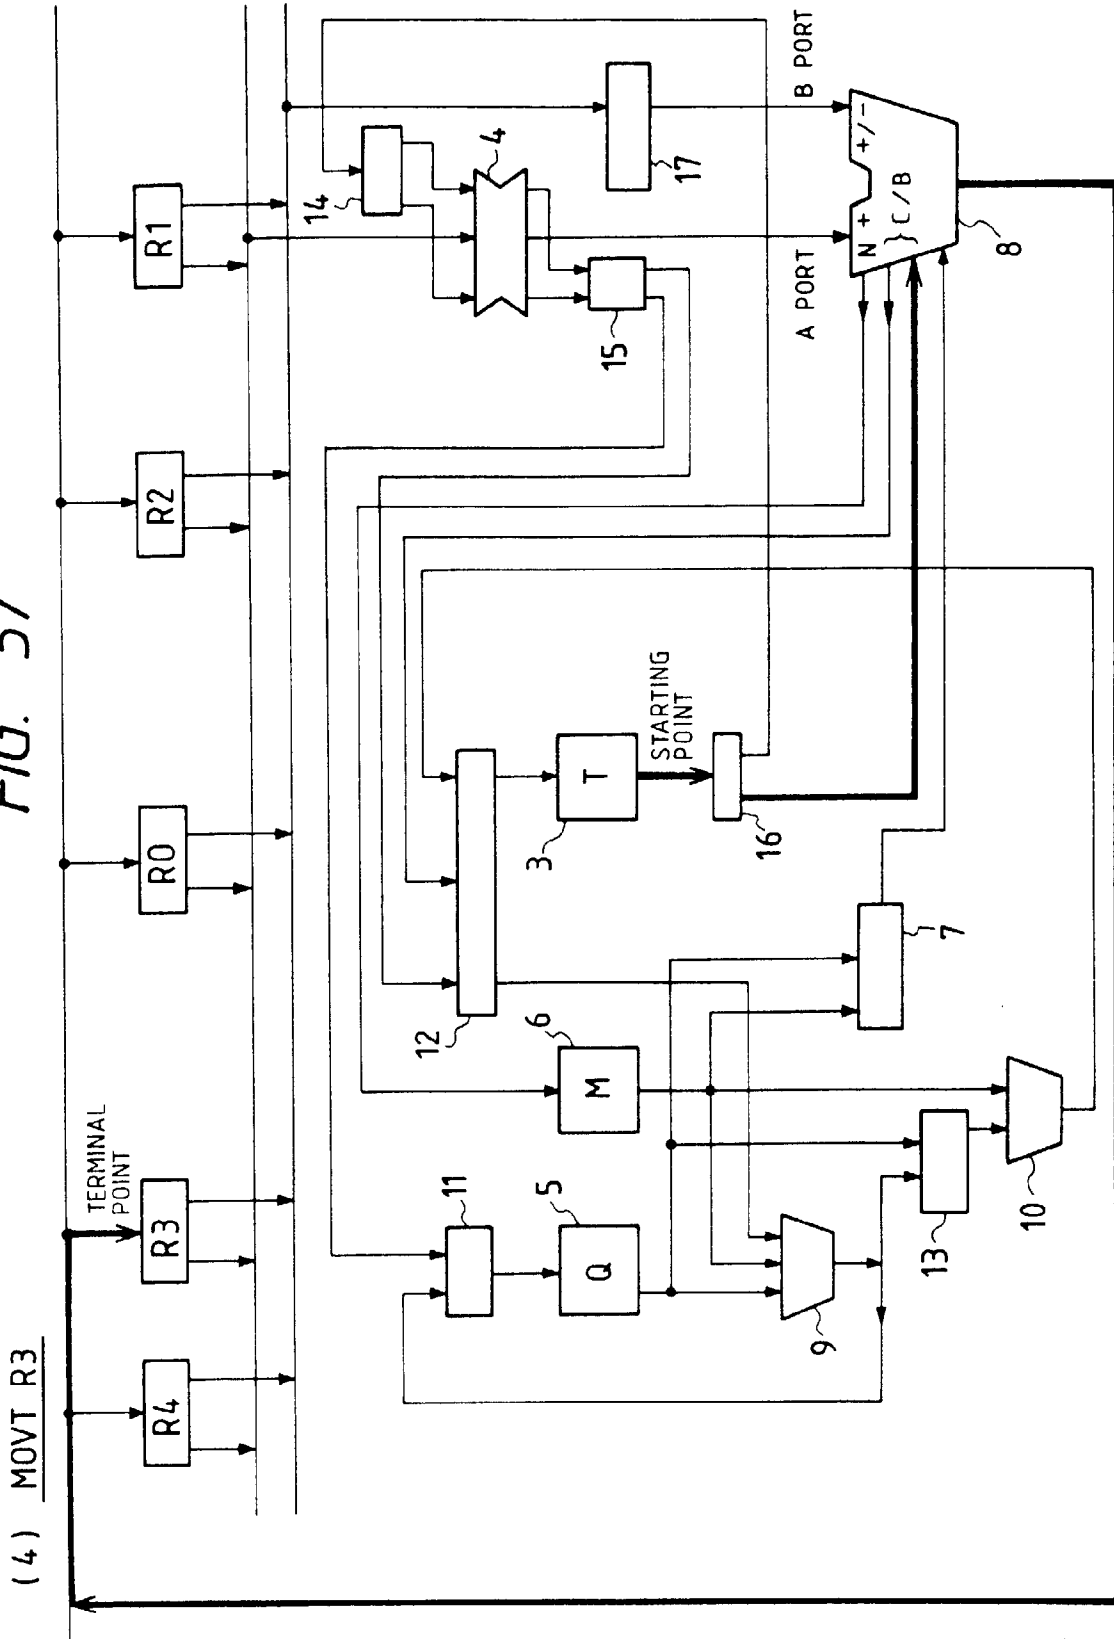 FIG. 37
(4) MOVT R3
TERMINAL
POINT
R4
R3
R0
R2
R1
14
4
17
15
11
5
Q
6
M
12
3
T
STARTING
POINT
16
A PORT
B PORT
N + +/-
} C/B
8
7
9
13
10